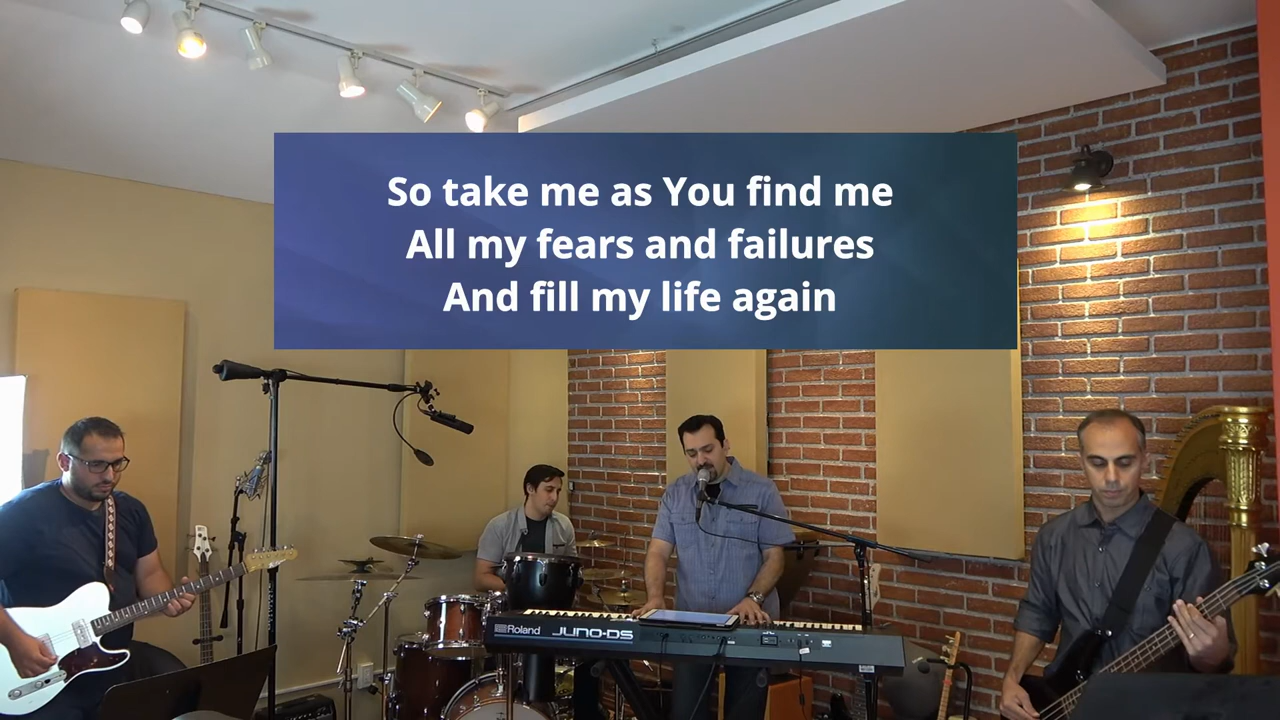 So take me as You find me
All my fears and failures
And fill my life again
Roland JUNO-DS